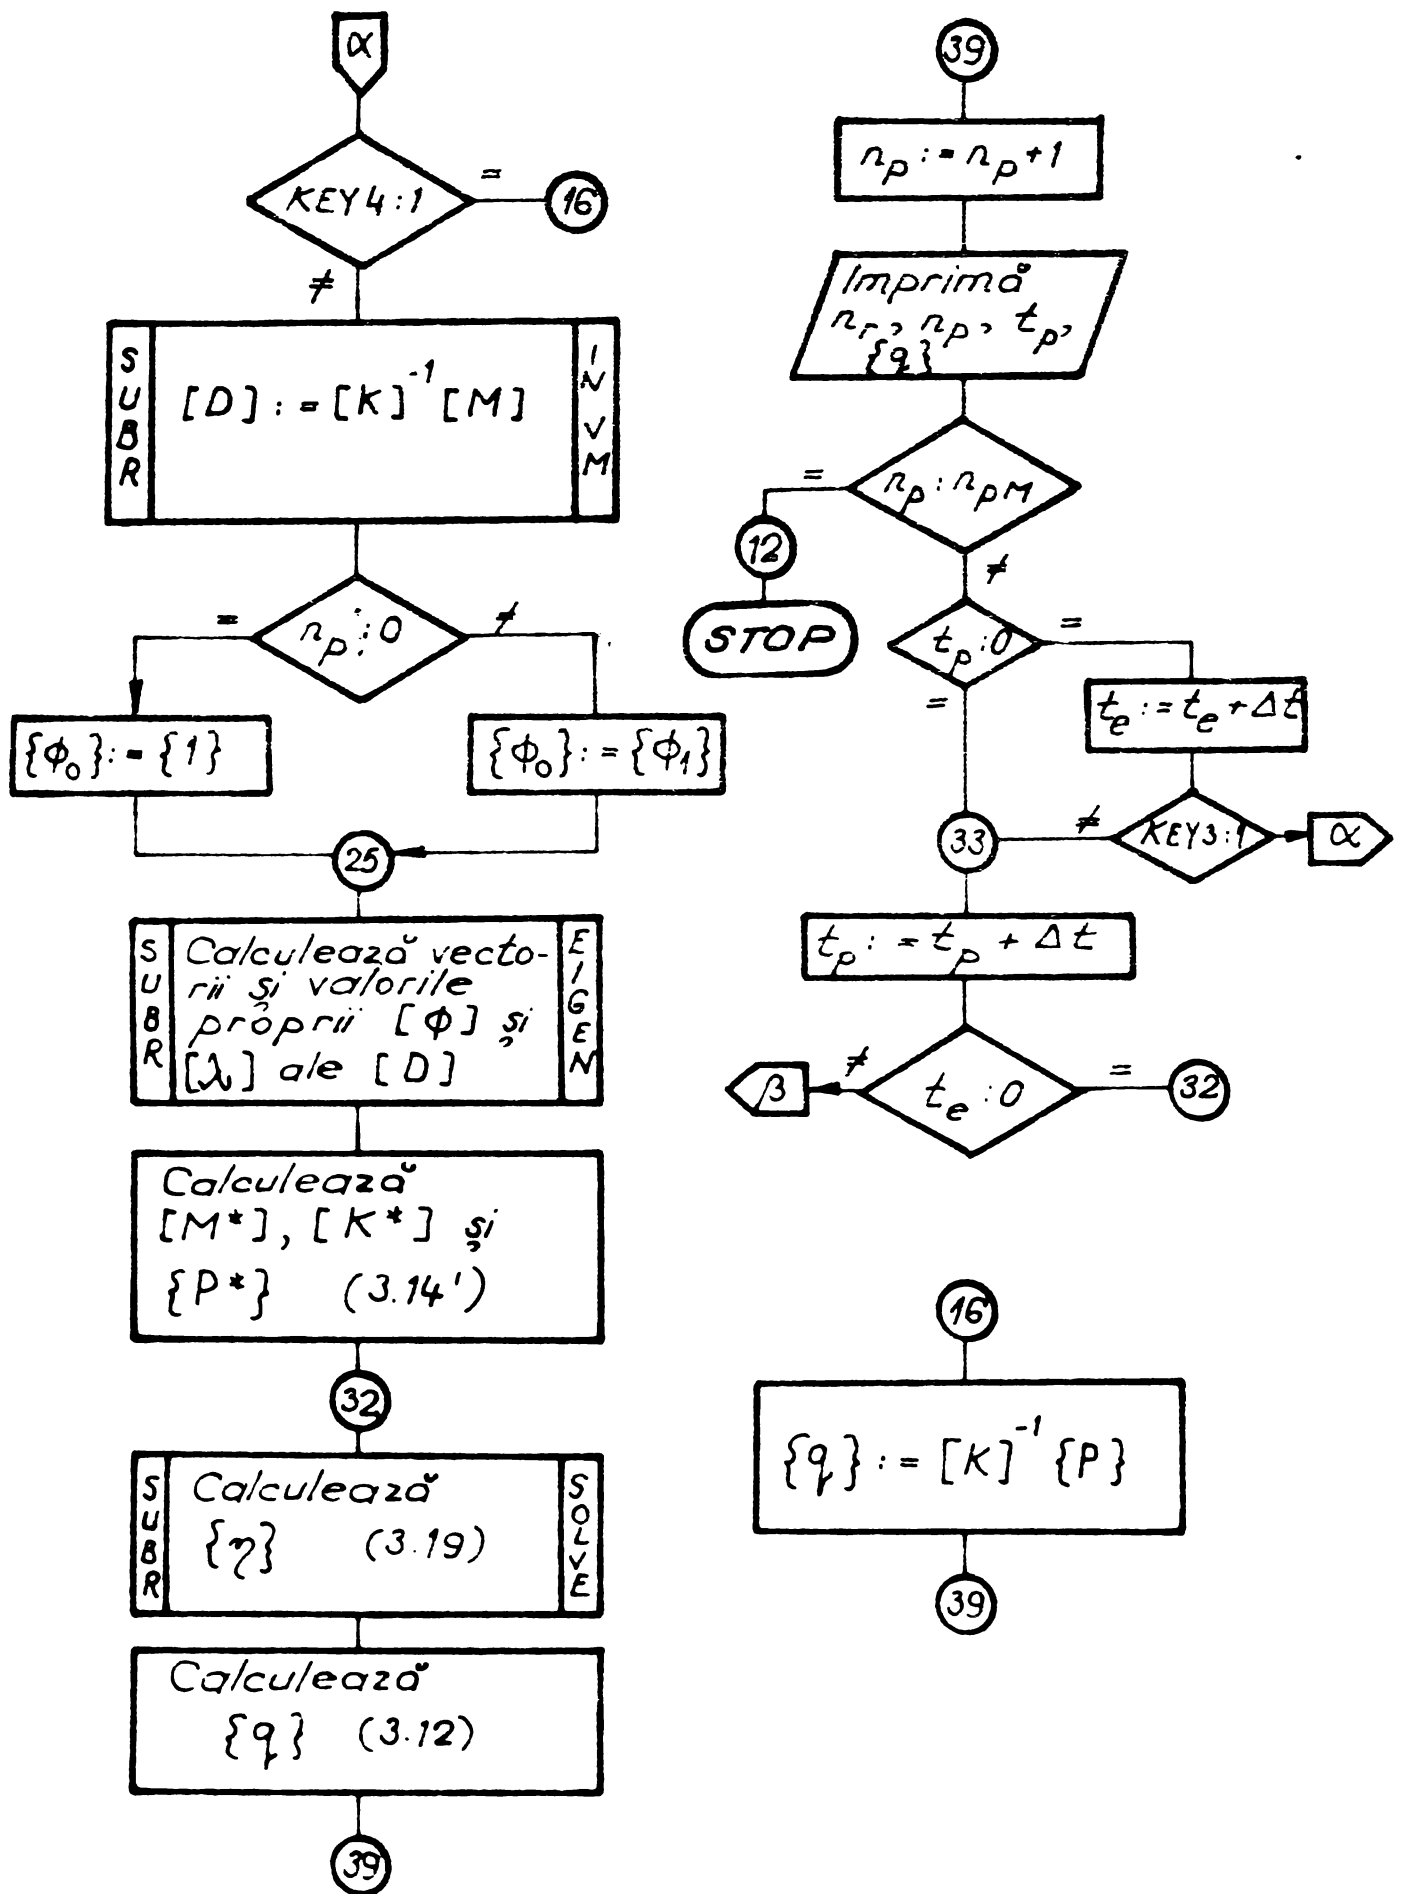 α
KEY4:1
=
16
≠
SUBR
[D] := [K]⁻¹ [M]
INVM
n_p : 0
=
≠
{ϕ₀} := {1}
{ϕ₀} := {ϕ₁}
25
SUBR
Calculează vecto-
rii și valorile
proprii [ϕ] și
[λ] ale [D]
EIGEN
Calculează
[M*], [K*] și
{P*} (3.14')
32
SUBR
Calculează
{η} (3.19)
SOLVE
Calculează
{q} (3.12)
39
39
n_p := n_p + 1
Imprimă
n_r, n_p, t_p,
{q}
n_p : n_pM
=
12
STOP
≠
t_p : 0
=
=
t_e := t_e + Δt
KEY3:1
≠
α
33
t_p := t_p + Δt
t_e : 0
≠
β
=
32
16
{q} := [K]⁻¹ {P}
39